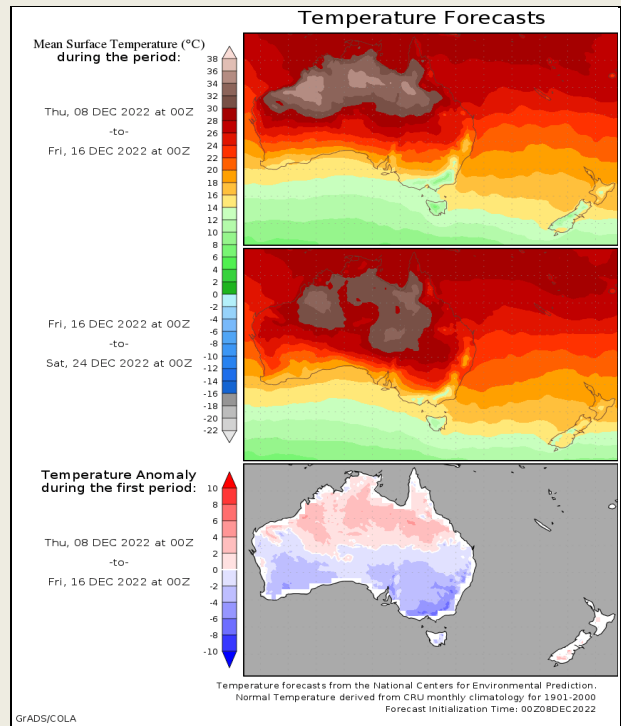 Temperature Forecasts
Mean Surface Temperature (°C)
during the period:
Thu, 08 DEC 2022 at 00Z
-to-
Fri, 16 DEC 2022 at 00Z
38
36
34
32
30
28
26
24
22
20
18
16
14
12
10
8
6
4
2
0
-2
-4
-6
-8
-10
-12
-14
-16
-18
-20
-22
Fri, 16 DEC 2022 at 00Z
-to-
Sat, 24 DEC 2022 at 00Z
Temperature Anomaly
during the first period:
Thu, 08 DEC 2022 at 00Z
-to-
Fri, 16 DEC 2022 at 00Z
10
8
6
4
2
0
-2
-4
-6
-8
-10
Temperature forecasts from the National Centers for Environmental Prediction.
Normal Temperature derived from CRU monthly climatology for 1901-2000
Forecast Initialization Time: 00Z08DEC2022
GrADS/COLA